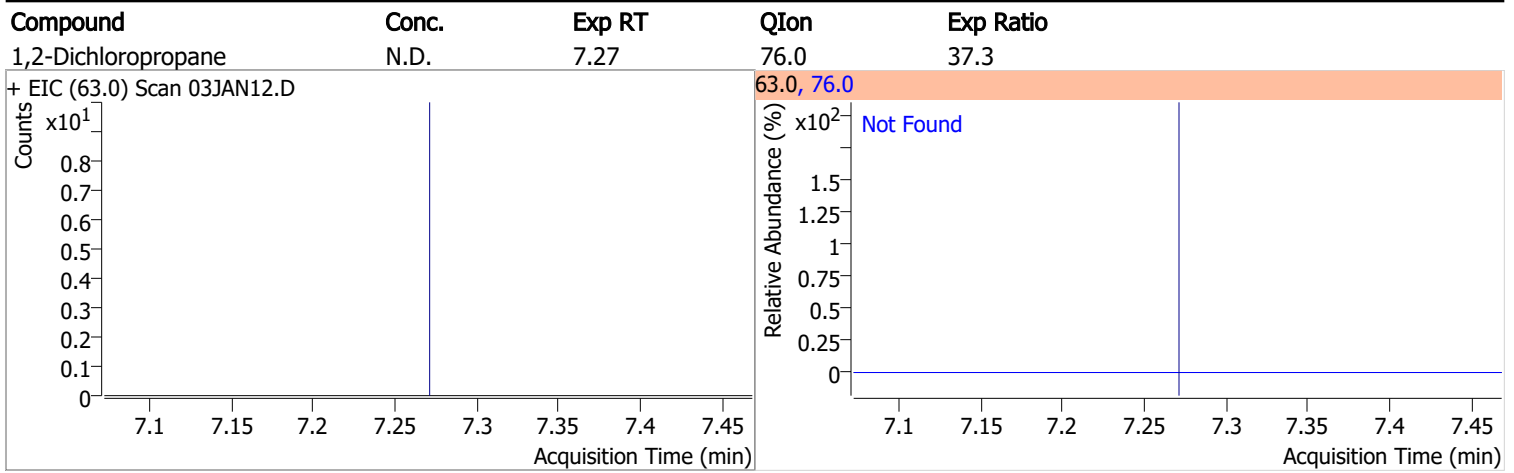 Compound Conc. Exp RT QIon Exp Ratio
1,2-Dichloropropane N.D. 7.27 76.0 37.3
+ EIC (63.0) Scan 03JAN12.D
Counts
x10¹
0.8
0.7
0.6
0.5
0.4
0.3
0.2
0.1
0
7.1 7.15 7.2 7.25 7.3 7.35 7.4 7.45
Acquisition Time (min)
63.0, 76.0
Relative Abundance (%)
x10²
Not Found
1.5
1.25
1
0.75
0.5
0.25
0
7.1 7.15 7.2 7.25 7.3 7.35 7.4 7.45
Acquisition Time (min)